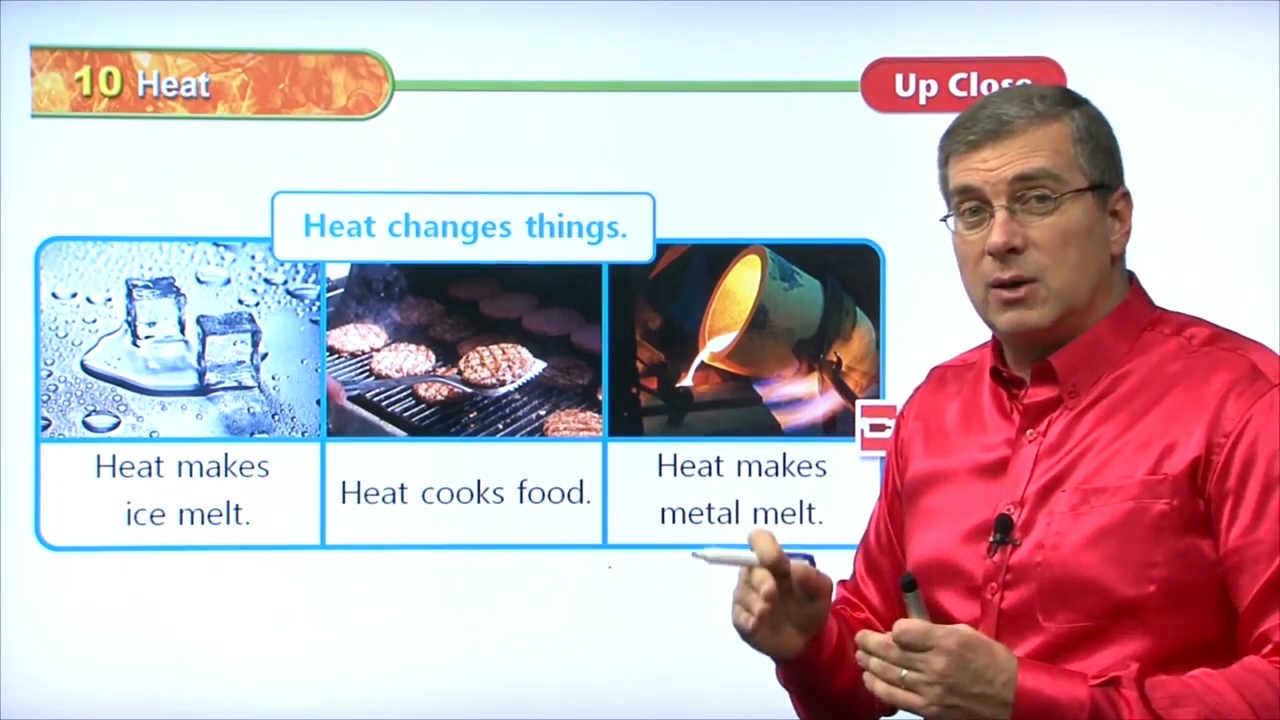 10 Heat
Up Close
Heat changes things.
Heat makes
ice melt.
Heat cooks food.
Heat makes
metal melt.